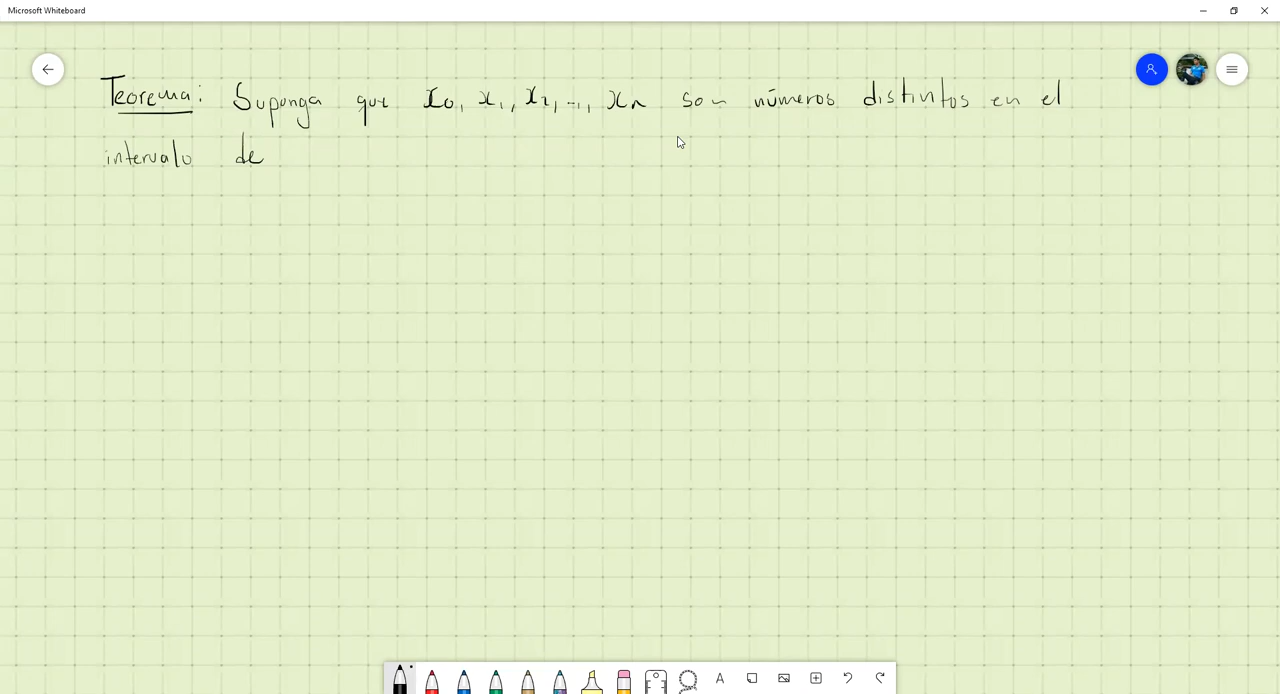 Microsoft Whiteboard
Teorema: Suponga que x₀, x₁, x₂, ..., xₙ son números distintos en el
intervalo de
A